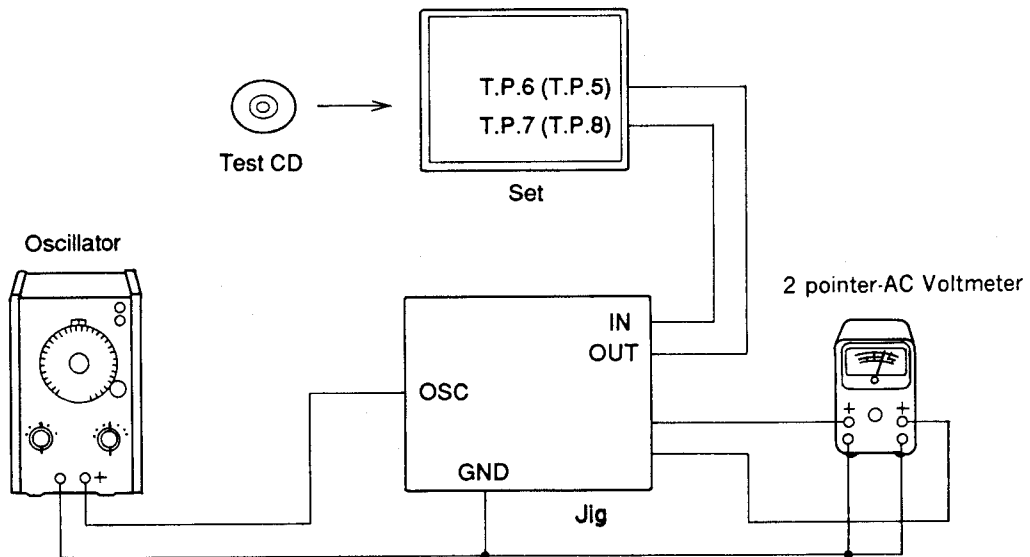 T.P.6 (T.P.5)
T.P.7 (T.P.8)
Test CD
Set
Oscillator
2 pointer-AC Voltmeter
IN
OUT
OSC
GND
Jig
+
+
+